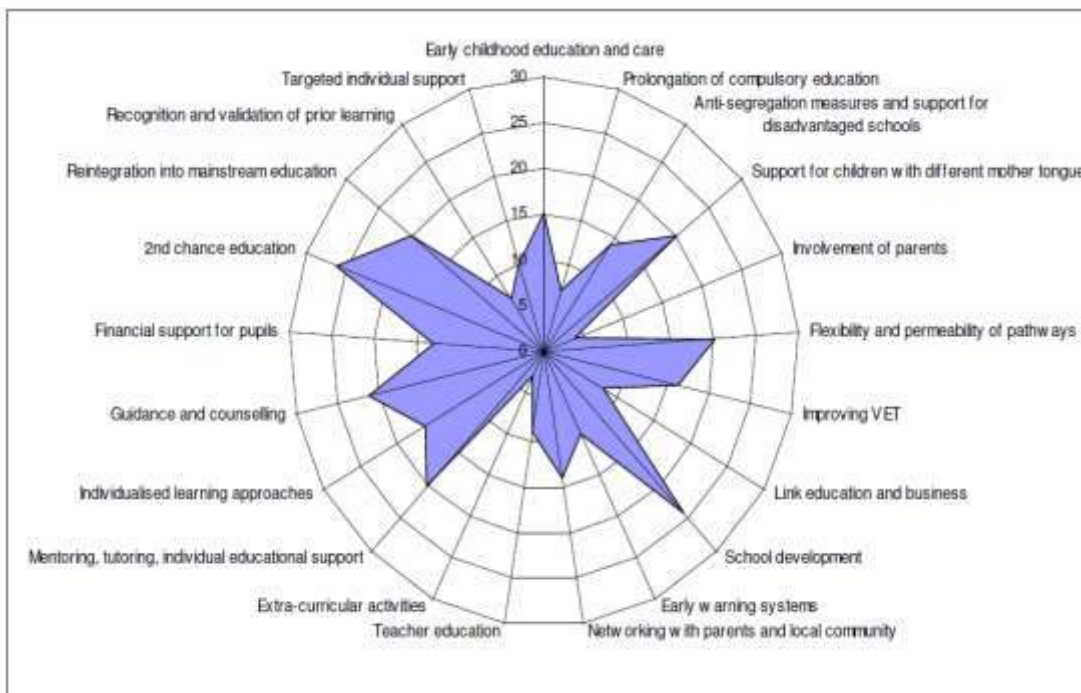 Early childhood education and care
Targeted individual support
30
Prolongation of compulsory education
Recognition and validation of prior learning
25
Anti-segregation measures and support for
disadvantaged schools
Reintegration into mainstream education
20
Support for children with different mother tongue
15
2nd chance education
Involvement of parents
10
5
Financial support for pupils
Flexibility and permeability of pathways
0
Guidance and counselling
Improving VET
Individualised learning approaches
Link education and business
Mentoring, tutoring, individual educational support
School development
Extra-curricular activities
Early warning systems
Teacher education
Networking with parents and local community